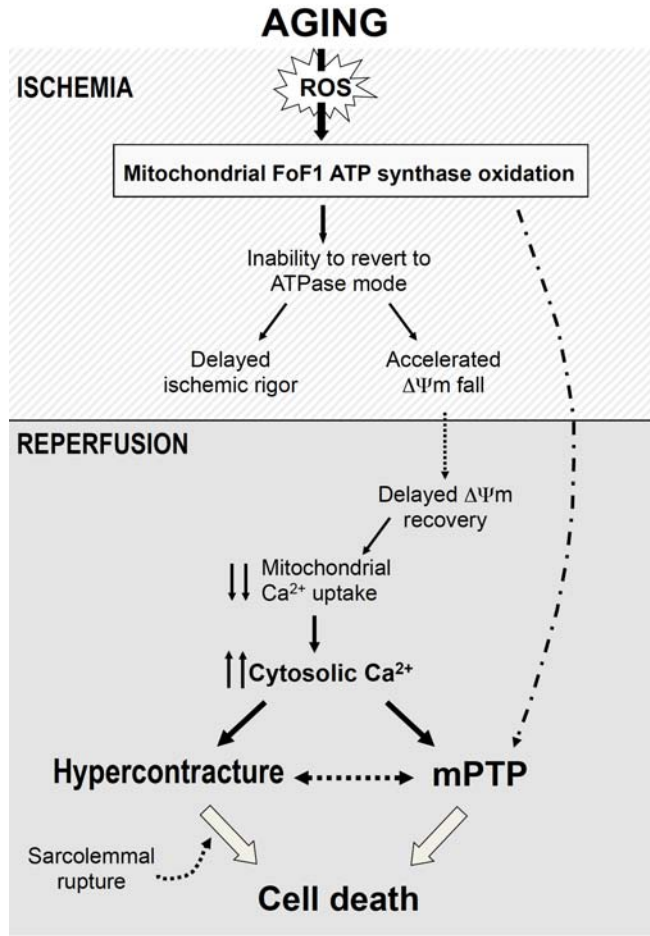 AGING
ISCHEMIA
ROS
Mitochondrial FoF1 ATP synthase oxidation
Inability to revert to
ATPase mode
Delayed
ischemic rigor
Accelerated
ΔΨm fall
REPERFUSION
Delayed ΔΨm
recovery
Mitochondrial
Ca²⁺ uptake
Cytosolic Ca²⁺
Hypercontracture
mPTP
Sarcolemmal
rupture
Cell death